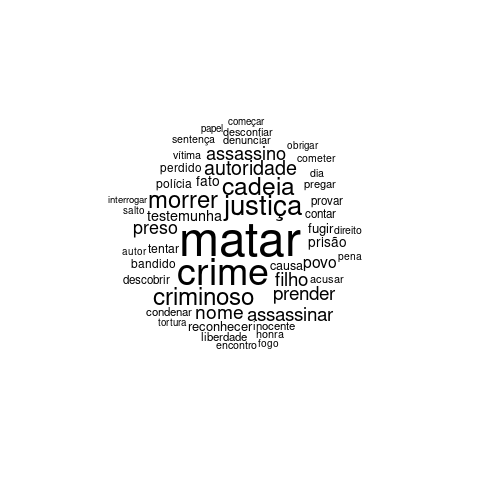 começar
papel
desconfiar
sentença denunciar
obrigar
vítima assassino cometer
perdido autoridade dia
polícia fato cadeia pregar
interrogar morrer justiça provar
salto testemunha contar
preso matar fugir direito
prisão
autor tentar causa povo pena
bandido crime
descobrir filho acusar
criminoso prender
condenar nome assassinar
tortura reconhecer inocente
liberdade honra
encontro fogo